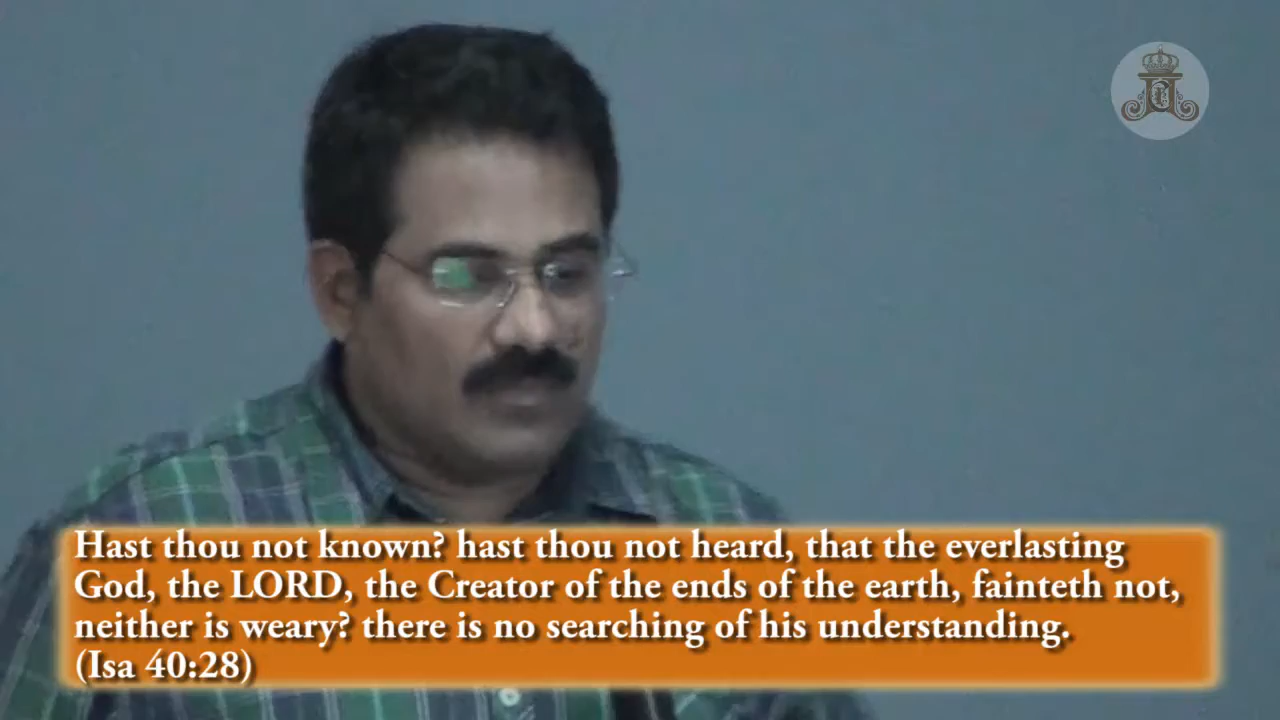 Hast thou not known? hast thou not heard, that the everlasting
God, the LORD, the Creator of the ends of the earth, fainteth not,
neither is weary? there is no searching of his understanding.
(Isa 40:28)